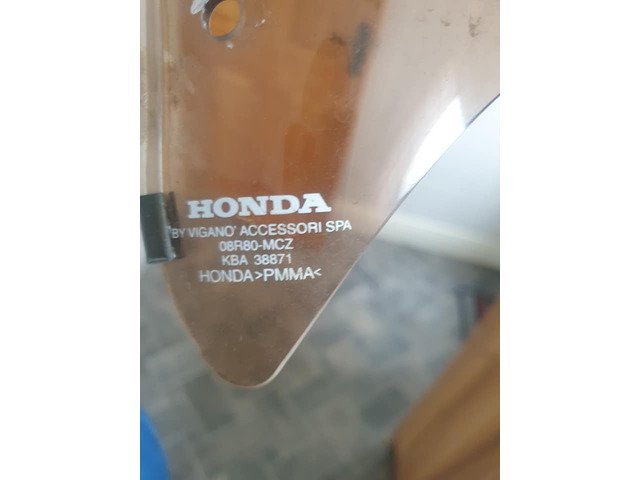 HONDA
BY VIGANO' ACCESSORI SPA
08R80-MCZ
KBA 38871
HONDA>PMMA<